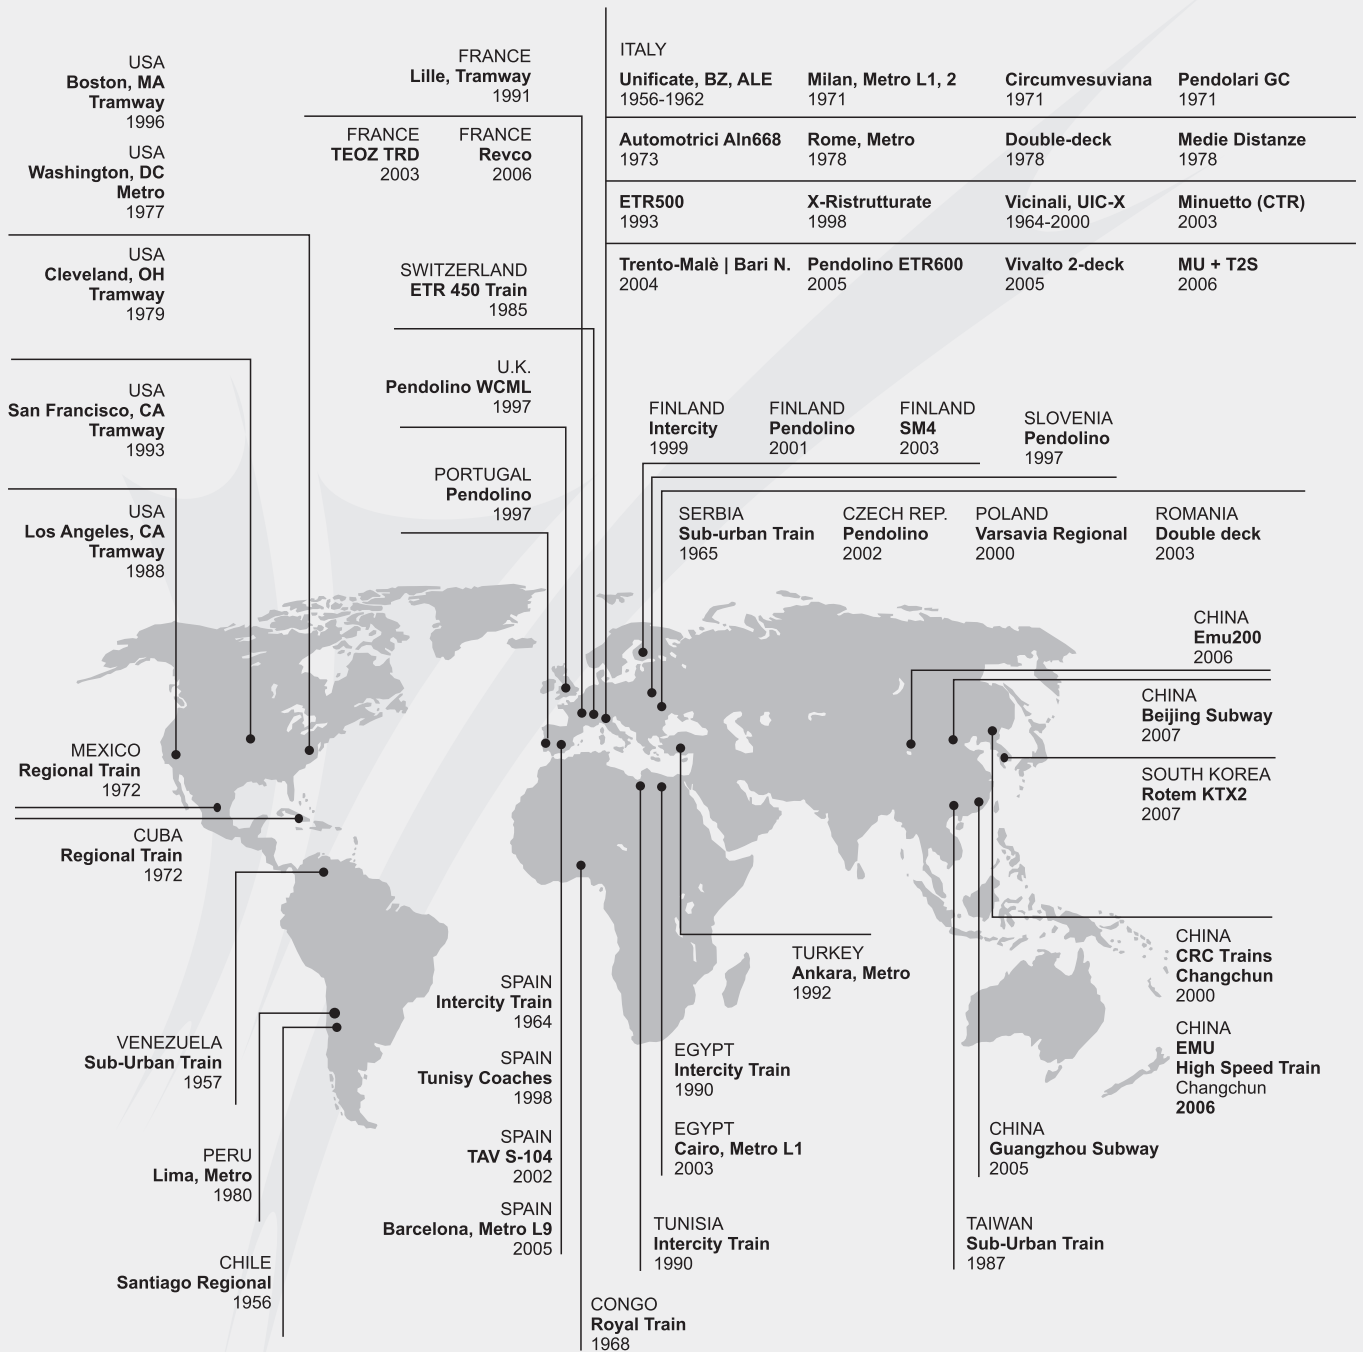 USA
Boston, MA
Tramway
1996
USA
Washington, DC
Metro
1977
USA
Cleveland, OH
Tramway
1979
USA
San Francisco, CA
Tramway
1993
USA
Los Angeles, CA
Tramway
1988
FRANCE
Lille, Tramway
1991
FRANCE
TEOZ TRD
2003
FRANCE
Revco
2006
SWITZERLAND
ETR 450 Train
1985
U.K.
Pendolino WCML
1997
PORTUGAL
Pendolino
1997
ITALY
Unificate, BZ, ALE
1956-1962
Milan, Metro L1, 2
1971
Circumvesuviana
1971
Pendolari GC
1971
Automotrici Aln668
1973
Rome, Metro
1978
Double-deck
1978
Medie Distanze
1978
ETR500
1993
X-Ristrutturate
1998
Vicinali, UIC-X
1964-2000
Minuetto (CTR)
2003
Trento-Malè | Bari N.
2004
Pendolino ETR600
2005
Vivalto 2-deck
2005
MU + T2S
2006
FINLAND
Intercity
1999
FINLAND
Pendolino
2001
FINLAND
SM4
2003
SLOVENIA
Pendolino
1997
SERBIA
Sub-urban Train
1965
CZECH REP.
Pendolino
2002
POLAND
Varsavia Regional
2000
ROMANIA
Double deck
2003
CHINA
Emu200
2006
CHINA
Beijing Subway
2007
SOUTH KOREA
Rotem KTX2
2007
MEXICO
Regional Train
1972
CUBA
Regional Train
1972
VENEZUELA
Sub-Urban Train
1957
PERU
Lima, Metro
1980
CHILE
Santiago Regional
1956
SPAIN
Intercity Train
1964
SPAIN
Tunisy Coaches
1998
SPAIN
TAV S-104
2002
SPAIN
Barcelona, Metro L9
2005
TURKEY
Ankara, Metro
1992
EGYPT
Intercity Train
1990
EGYPT
Cairo, Metro L1
2003
TUNISIA
Intercity Train
1990
CONGO
Royal Train
1968
CHINA
CRC Trains
Changchun
2000
CHINA
EMU
High Speed Train
Changchun
2006
CHINA
Guangzhou Subway
2005
TAIWAN
Sub-Urban Train
1987